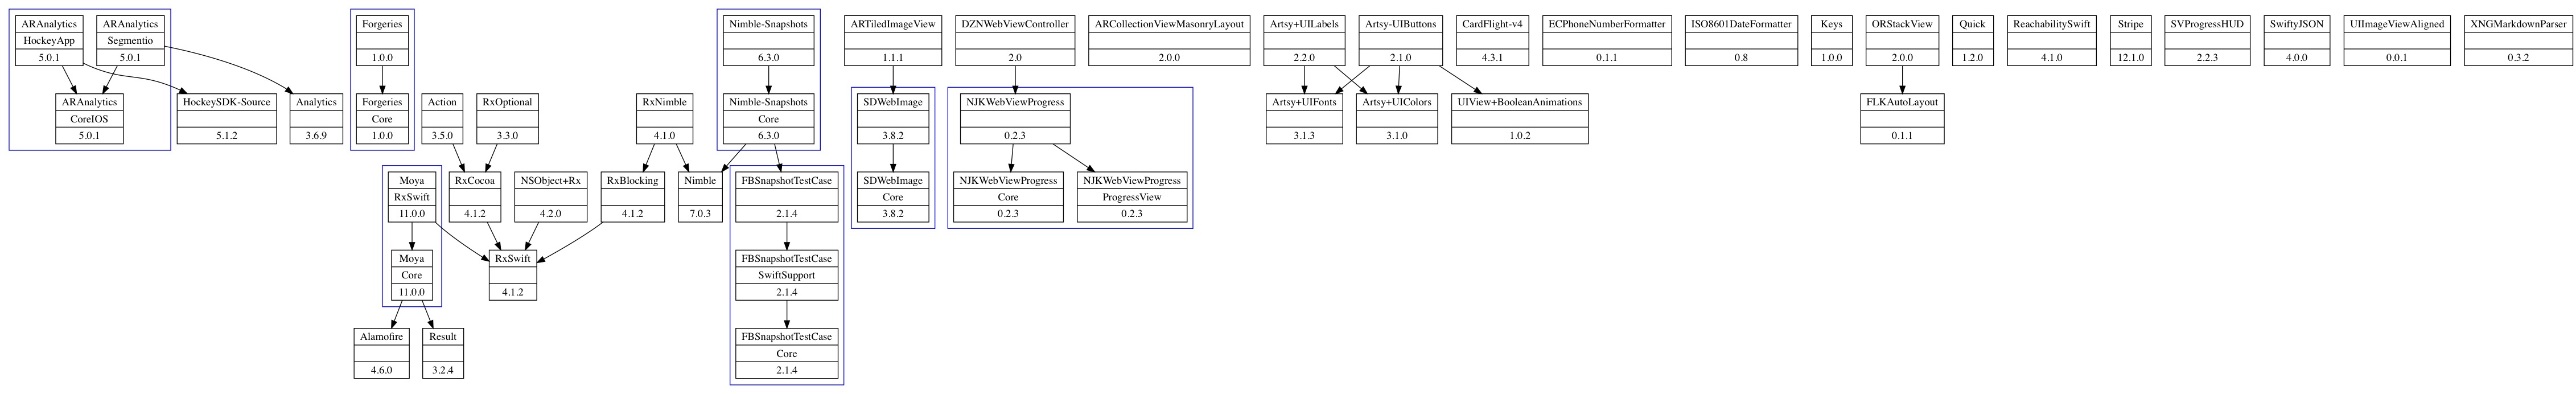 ARAnalytics
HockeyApp
5.0.1
ARAnalytics
Segmentio
5.0.1
Forgeries
1.0.0
Nimble-Snapshots
6.3.0
ARTiledImageView
1.1.1
DZNWebViewController
2.0
ARCollectionViewMasonryLayout
2.0.0
Artsy+UILabels
2.2.0
Artsy-UIButtons
2.1.0
CardFlight-v4
4.3.1
ECPhoneNumberFormatter
0.1.1
ISO8601DateFormatter
0.8
Keys
1.0.0
ORStackView
2.0.0
Quick
1.2.0
ReachabilitySwift
4.1.0
Stripe
12.1.0
SVProgressHUD
2.2.3
SwiftyJSON
4.0.0
UIImageViewAligned
0.0.1
XNGMarkdownParser
0.3.2
ARAnalytics
CoreIOS
5.0.1
HockeySDK-Source
5.1.2
Analytics
3.6.9
Forgeries
Core
1.0.0
Action
3.5.0
RxOptional
3.3.0
RxNimble
4.1.0
Nimble-Snapshots
Core
6.3.0
SDWebImage
3.8.2
NJKWebViewProgress
0.2.3
Artsy+UIFonts
3.1.3
Artsy+UIColors
3.1.0
UIView+BooleanAnimations
1.0.2
FLKAutoLayout
0.1.1
Moya
RxSwift
11.0.0
RxCocoa
4.1.2
NSObject+Rx
4.2.0
RxBlocking
4.1.2
Nimble
7.0.3
FBSnapshotTestCase
2.1.4
SDWebImage
Core
3.8.2
NJKWebViewProgress
Core
0.2.3
NJKWebViewProgress
ProgressView
0.2.3
Moya
Core
11.0.0
RxSwift
4.1.2
FBSnapshotTestCase
SwiftSupport
2.1.4
Alamofire
4.6.0
Result
3.2.4
FBSnapshotTestCase
Core
2.1.4